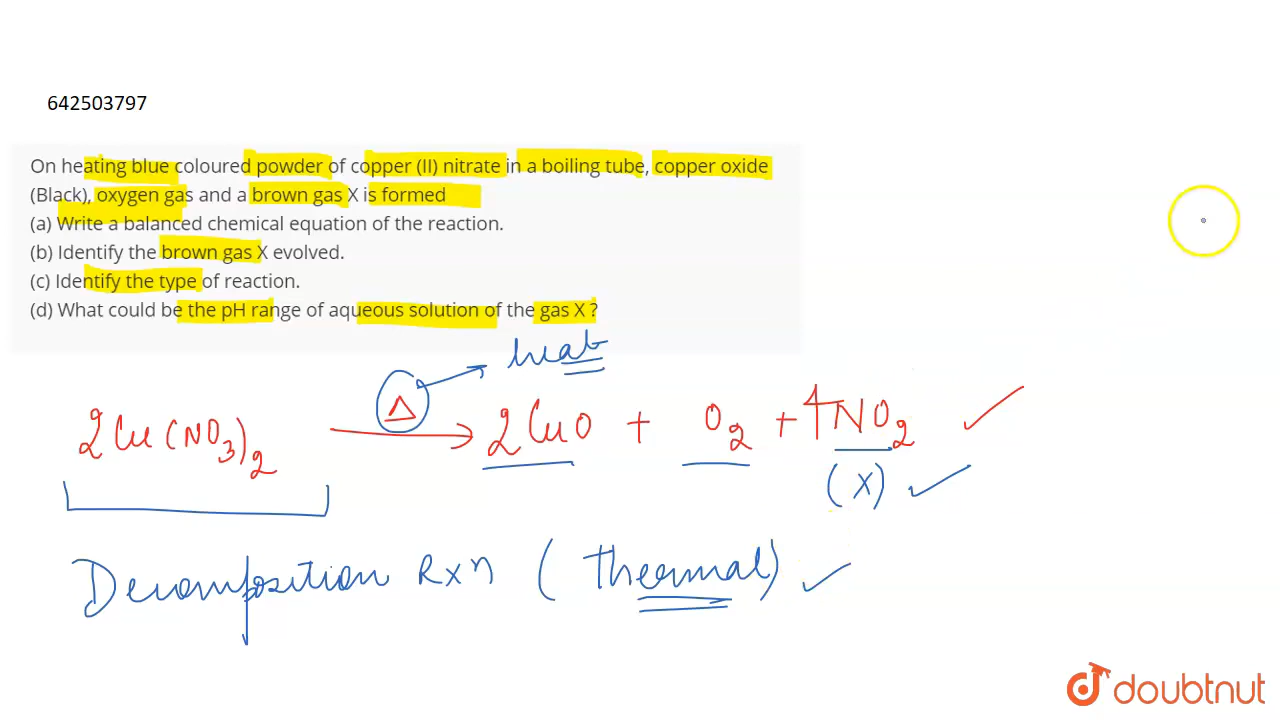 642503797
On heating blue coloured powder of copper (II) nitrate in a boiling tube, copper oxide
(Black), oxygen gas and a brown gas X is formed
(a) Write a balanced chemical equation of the reaction.
(b) Identify the brown gas X evolved.
(c) Identify the type of reaction.
(d) What could be the pH range of aqueous solution of the gas X ?
heat
2Cu(NO3)2 Δ → 2CuO + O2 + 4NO2
(X)
Decomposition Rxn (Thermal)
doubtnut